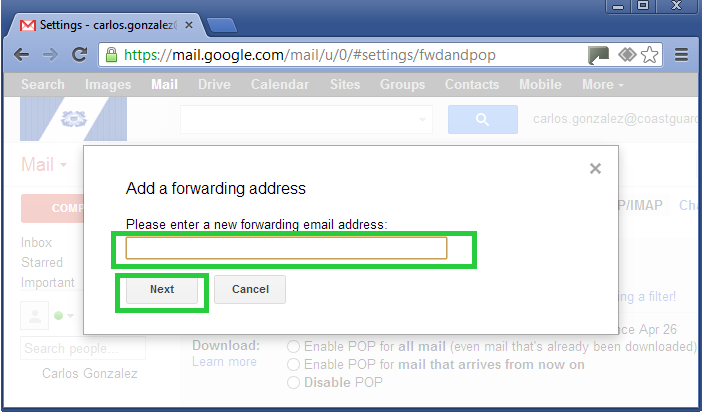 Settings - carlos.gonzalez
https://mail.google.com/mail/u/0/#settings/fwdandpop
Search Images Mail Drive Calendar Sites Groups Contacts Mobile More
carlos.gonzalez@coastguard
Mail
Add a forwarding address
Please enter a new forwarding email address:
Next Cancel
COMP
P/IMAP Cha
Inbox
Starred
Important
ng a filter!
nce Apr 26
Search people...
Carlos Gonzalez
Download:
Learn more
Enable POP for all mail (even mail that's already been downloaded)
Enable POP for mail that arrives from now on
Disable POP